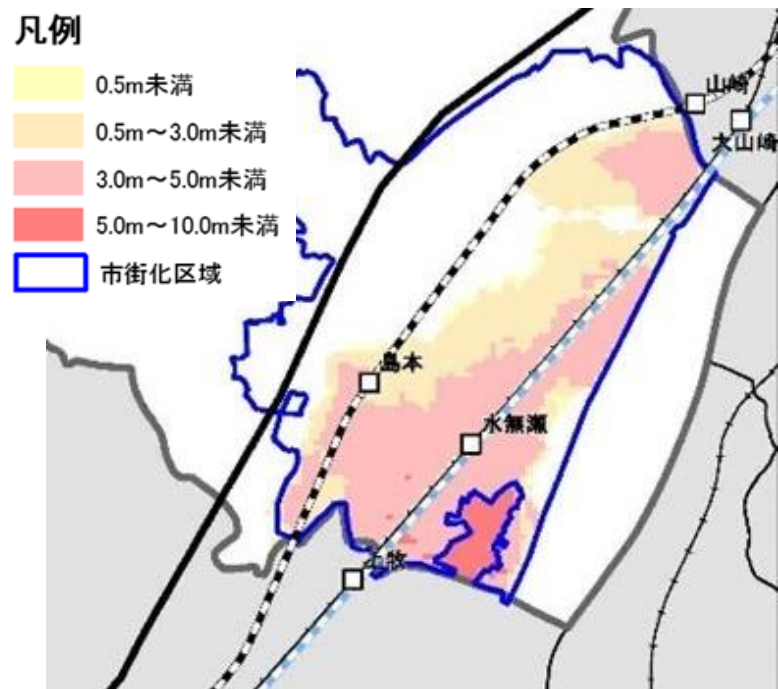 凡例
0.5m未満
0.5m～3.0m未満
3.0m～5.0m未満
5.0m～10.0m未満
市街化区域
山崎
大山崎
島本
水無瀬
上牧